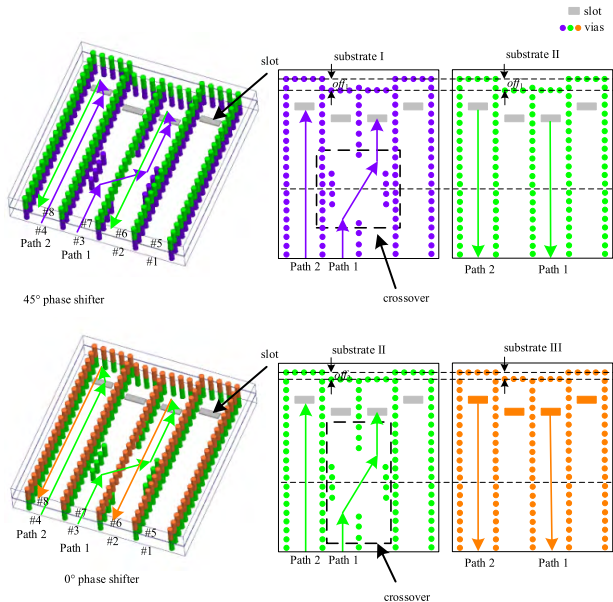 slot
vias
slot
substrate I
substrate II
off₁
off₁
#8
#4
Path 2
#7
#3
Path 1
#6
#2
#5
#1
Path 2
Path 1
Path 2
Path 1
45° phase shifter
crossover
slot
substrate II
substrate III
off
#8
#4
Path 2
#7
#3
Path 1
#6
#2
#5
#1
Path 2
Path 1
Path 2
Path 1
0° phase shifter
crossover